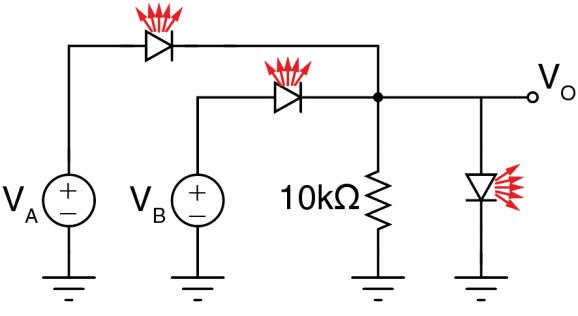 V_O
V_A
+
−
V_B
+
−
10kΩ